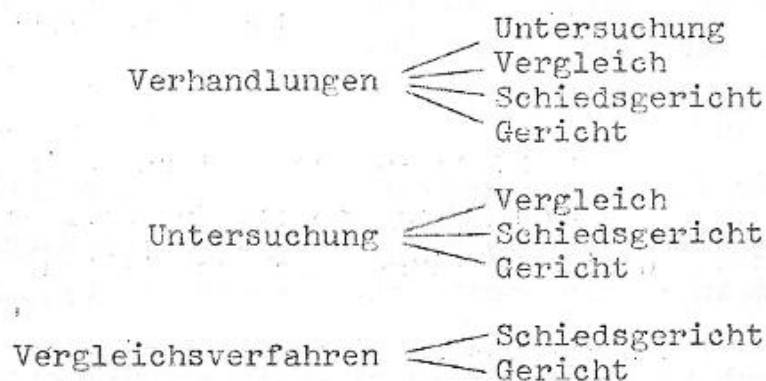 Untersuchung
Verhandlungen Vergleich
Schiedsgericht
Gericht
Vergleich
Untersuchung Schiedsgericht
Gericht
Schiedsgericht
Vergleichsverfahren Gericht